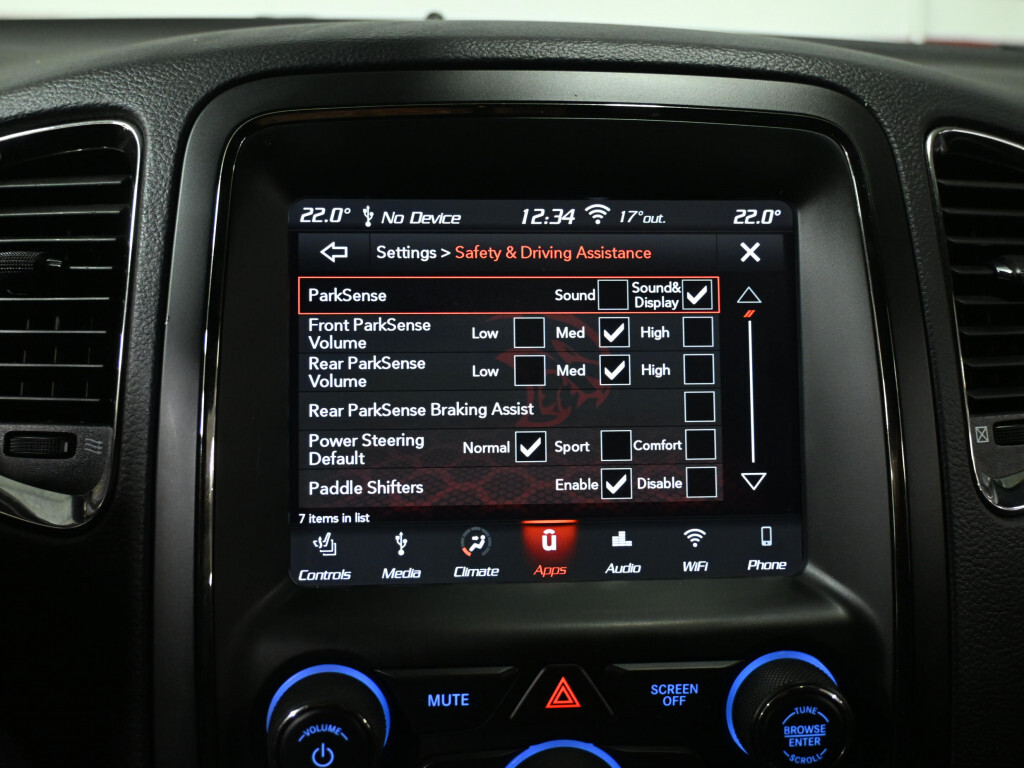 22.0° No Device 12:34 17°out. 22.0°
Settings > Safety & Driving Assistance
ParkSense Sound Sound& Display
Front ParkSense Volume Low Med High
Rear ParkSense Volume Low Med High
Rear ParkSense Braking Assist
Power Steering Default Normal Sport Comfort
Paddle Shifters Enable Disable
7 items in list
Controls Media Climate Apps Audio WiFi Phone
MUTE
SCREEN
OFF
VOLUME
TUNE
BROWSE
ENTER
SCROLL